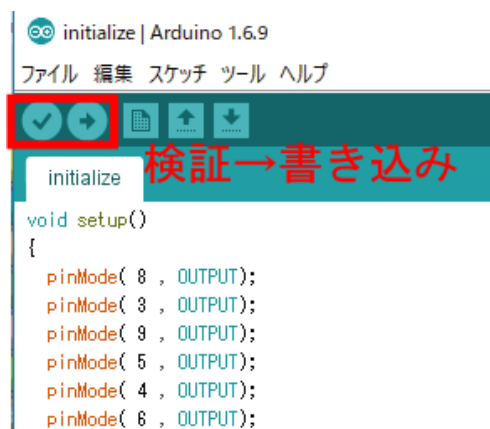 initialize | Arduino 1.6.9
ファイル 編集 スケッチ ツール ヘルプ
検証→書き込み
initialize
void setup()
{
pinMode( 8 , OUTPUT);
pinMode( 3 , OUTPUT);
pinMode( 9 , OUTPUT);
pinMode( 5 , OUTPUT);
pinMode( 4 , OUTPUT);
pinMode( 6 , OUTPUT);